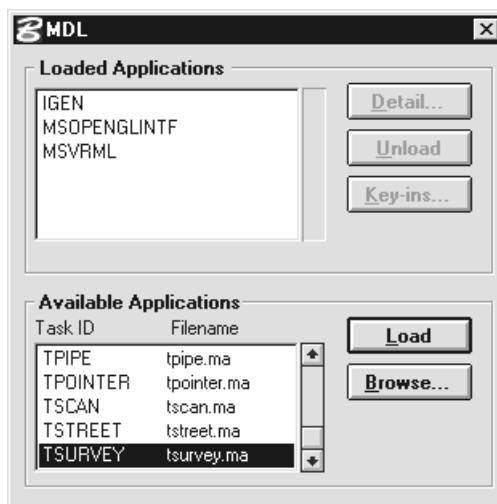 MDL
Loaded Applications
IGEN
MSOPENGLINTF
MSVRML
Detail...
Unload
Key-ins...
Available Applications
Task ID Filename
TPIPE tpipe.ma
TPOINTER tpointer.ma
TSCAN tscan.ma
TSTREET tstreet.ma
TSURVEY tsurvey.ma
Load
Browse...